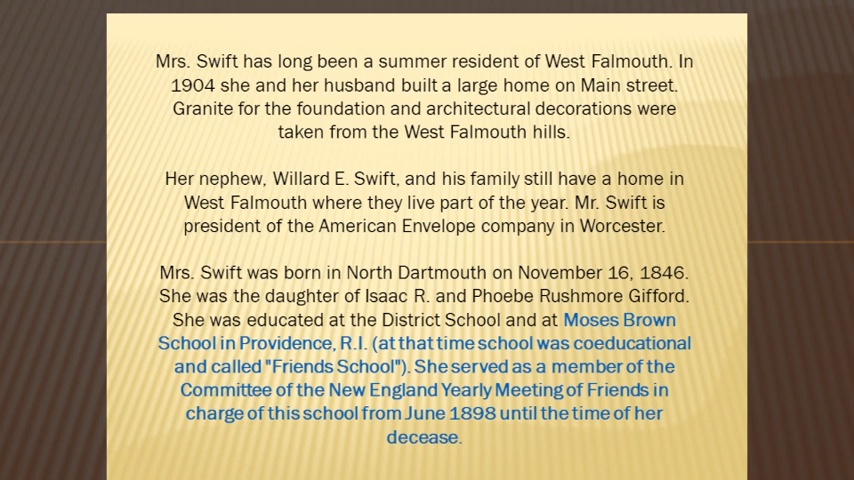 Mrs. Swift has long been a summer resident of West Falmouth. In
1904 she and her husband built a large home on Main street.
Granite for the foundation and architectural decorations were
taken from the West Falmouth hills.
Her nephew, Willard E. Swift, and his family still have a home in
West Falmouth where they live part of the year. Mr. Swift is
president of the American Envelope company in Worcester.
Mrs. Swift was born in North Dartmouth on November 16, 1846.
She was the daughter of Isaac R. and Phoebe Rushmore Gifford.
She was educated at the District School and at Moses Brown
School in Providence, R.I. (at that time school was coeducational
and called "Friends School"). She served as a member of the
Committee of the New England Yearly Meeting of Friends in
charge of this school from June 1898 until the time of her
decease.